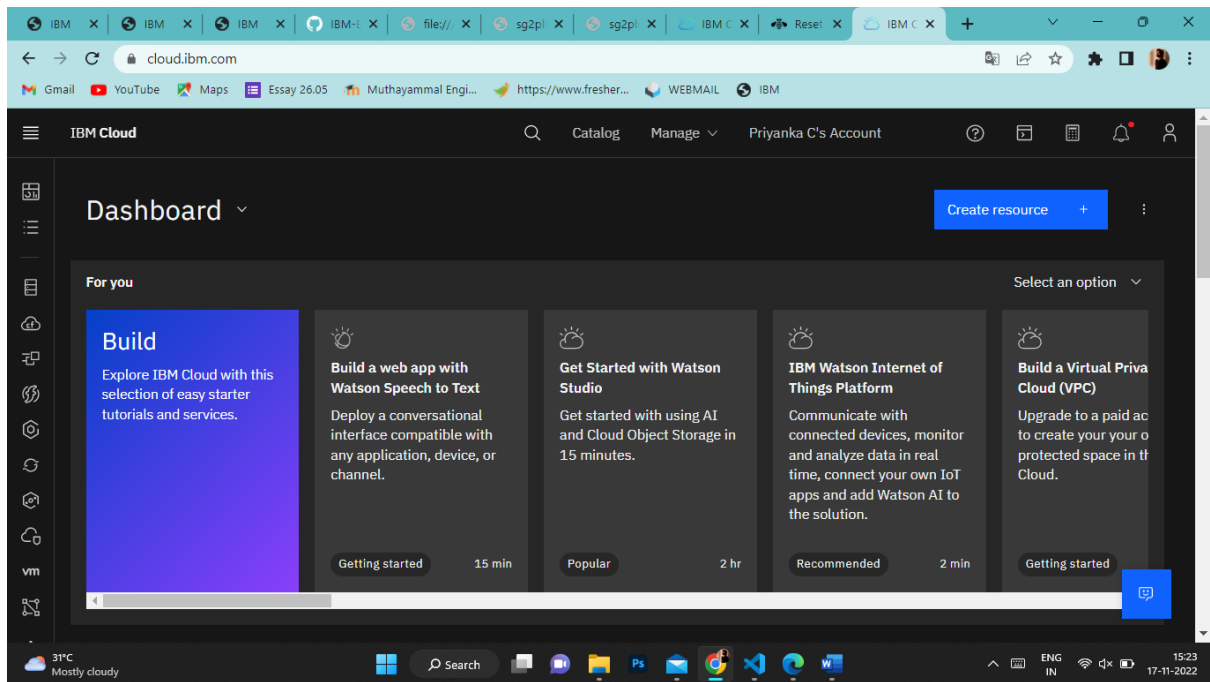 IBM IBM IBM IBM-E file://, sg2pl sg2pl IBM C Reset IBM C
cloud.ibm.com
Gmail YouTube Maps Essay 26.05 Muthayammal Engi... https://www.fresher... WEBMAIL IBM
IBM Cloud Catalog Manage Priyanka C's Account
Dashboard Create resource +
For you Select an option
Build
Explore IBM Cloud with this
selection of easy starter
tutorials and services.
Build a web app with
Watson Speech to Text
Deploy a conversational
interface compatible with
any application, device, or
channel.
Getting started 15 min
Get Started with Watson
Studio
Get started with using AI
and Cloud Object Storage in
15 minutes.
Popular 2 hr
IBM Watson Internet of
Things Platform
Communicate with
connected devices, monitor
and analyze data in real
time, connect your own IoT
apps and add Watson AI to
the solution.
Recommended 2 min
Build a Virtual Priva
Cloud (VPC)
Upgrade to a paid ac
to create your your o
protected space in th
Cloud.
Getting started
vm
31°C
Mostly cloudy
Search
Ps
ENG
IN
15:23
17-11-2022